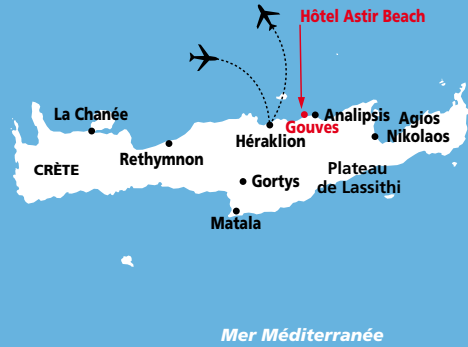 Hôtel Astir Beach
La Chanée
Analipsis
Agios
Nikolaos
Gouves
Héraklion
Rethymnon
CRÈTE
Plateau
de Lassithi
Gortys
Matala
Mer Méditerranée